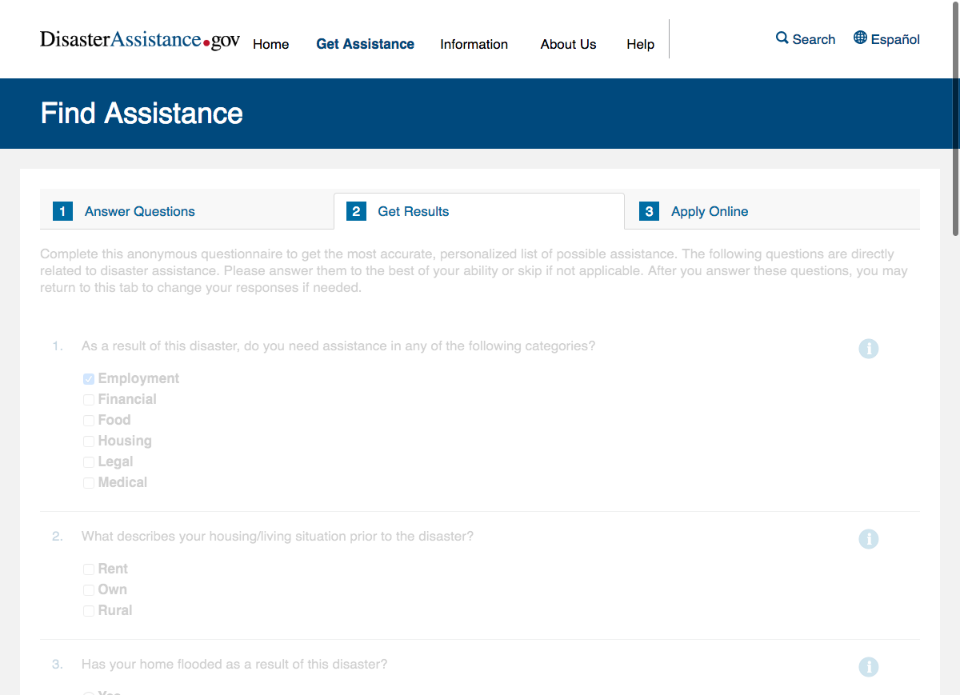 DisasterAssistance.gov Home Get Assistance Information About Us Help Search Español
Find Assistance
1 Answer Questions 2 Get Results 3 Apply Online
Complete this anonymous questionnaire to get the most accurate, personalized list of possible assistance. The following questions are directly
related to disaster assistance. Please answer them to the best of your ability or skip if not applicable. After you answer these questions, you may
return to this tab to change your responses if needed.
1. As a result of this disaster, do you need assistance in any of the following categories?
Employment
Financial
Food
Housing
Legal
Medical
2. What describes your housing/living situation prior to the disaster?
Rent
Own
Rural
3. Has your home flooded as a result of this disaster?
Yes